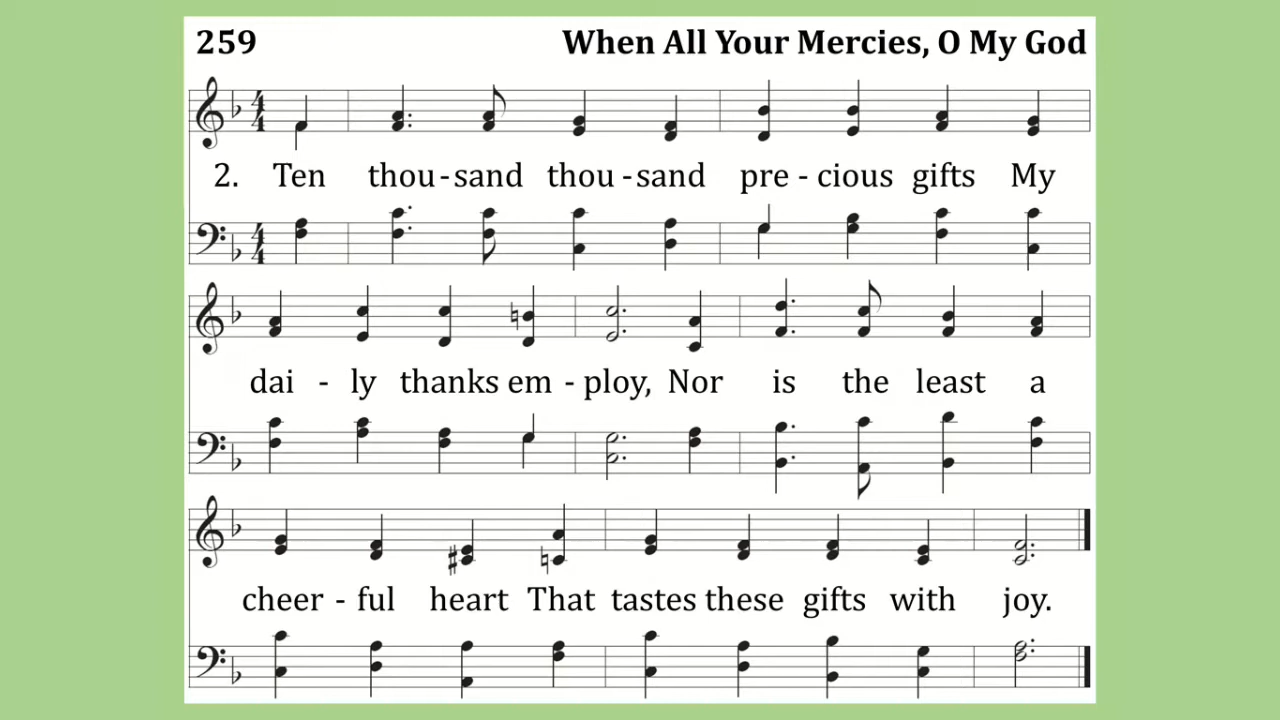 259 When All Your Mercies, O My God
2. Ten thou - sand thou - sand pre - cious gifts My
dai - ly thanks em - ploy, Nor is the least a
cheer - ful heart That tastes these gifts with joy.